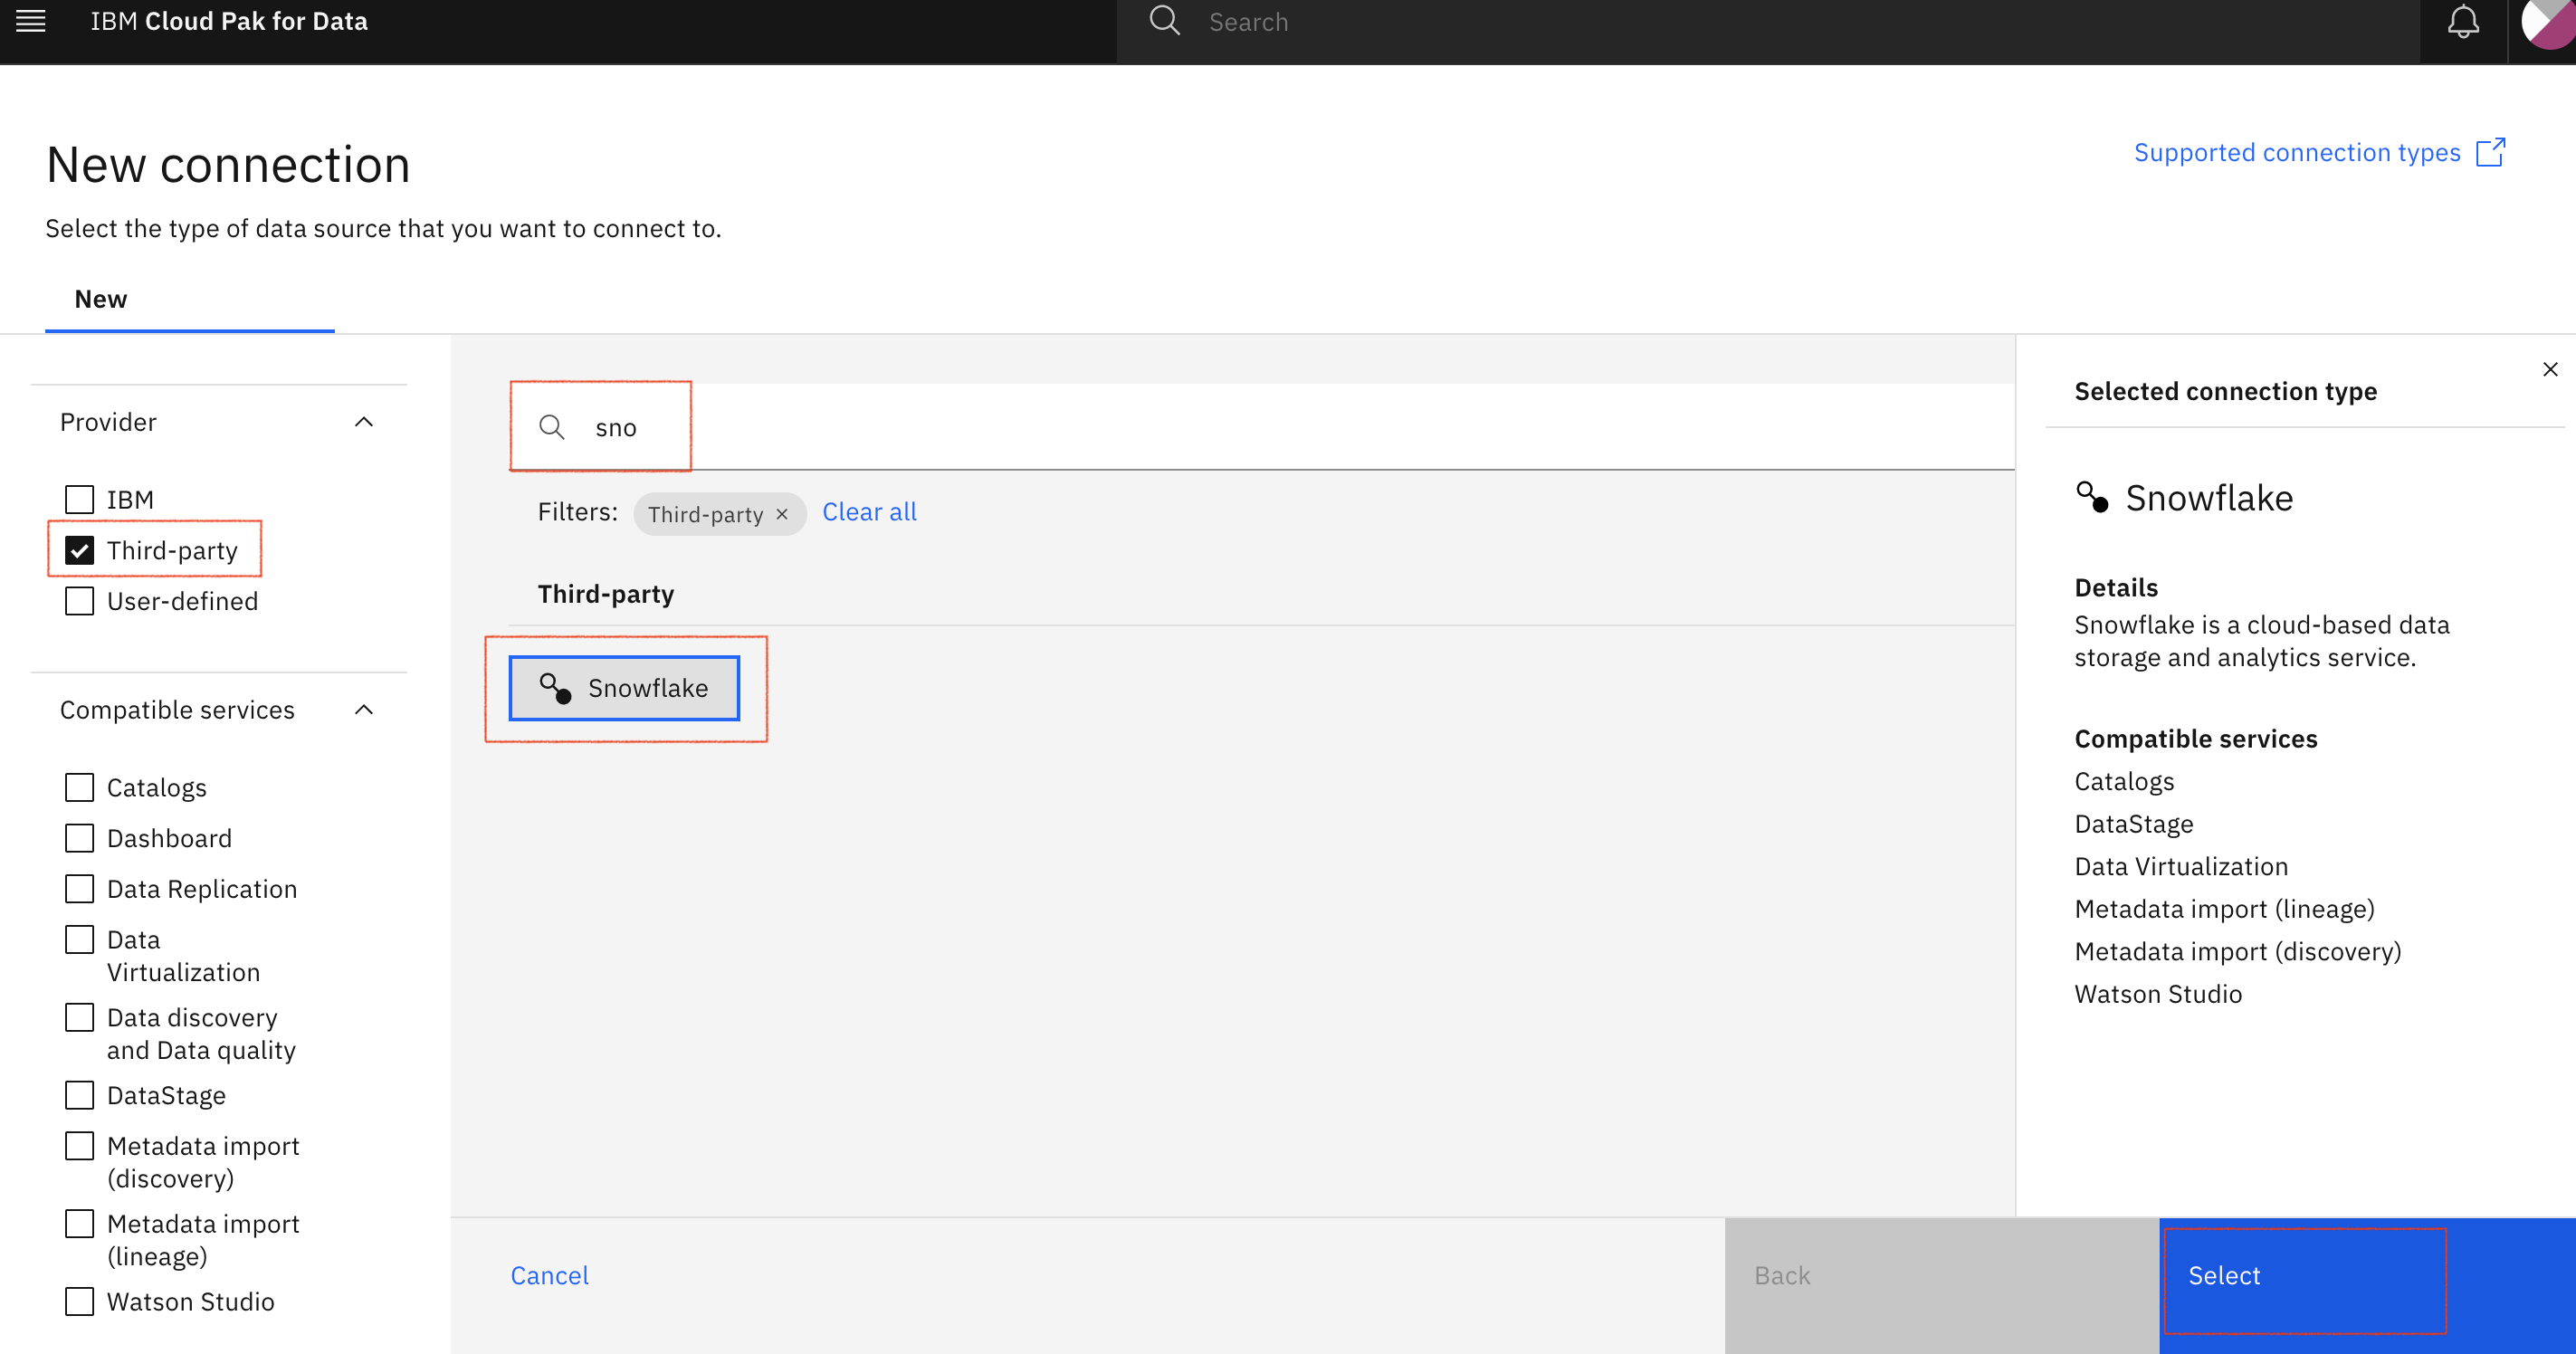 IBM Cloud Pak for Data
Search
New connection
Supported connection types
Select the type of data source that you want to connect to.
New
Provider
IBM
Third-party
User-defined
Compatible services
Catalogs
Dashboard
Data Replication
Data
Virtualization
Data discovery
and Data quality
DataStage
Metadata import
(discovery)
Metadata import
(lineage)
Watson Studio
sno
Filters: Third-party × Clear all
Third-party
Snowflake
Cancel
Back
Select
Selected connection type
Snowflake
Details
Snowflake is a cloud-based data
storage and analytics service.
Compatible services
Catalogs
DataStage
Data Virtualization
Metadata import (lineage)
Metadata import (discovery)
Watson Studio